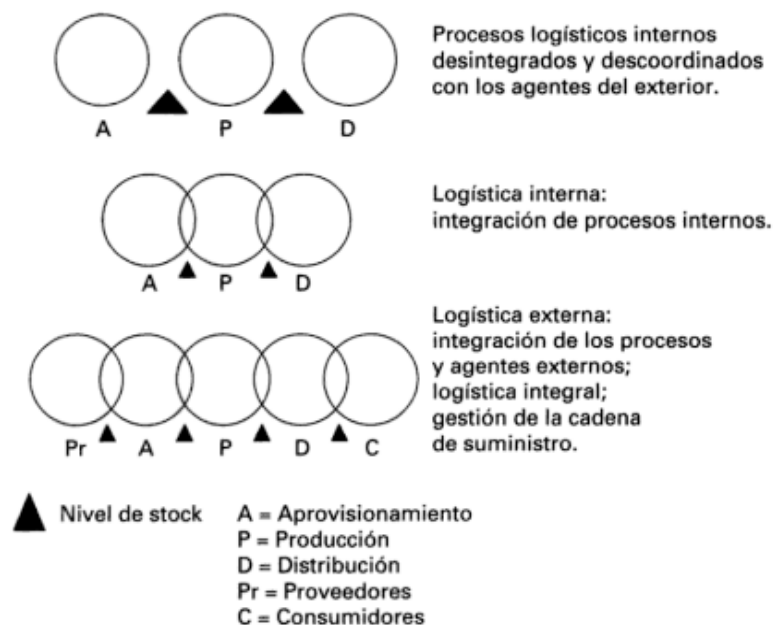 Procesos logísticos internos
desintegrados y descoordinados
con los agentes del exterior.
A P D
Logística interna:
integración de procesos internos.
A P D
Logística externa:
integración de los procesos
y agentes externos;
logística integral;
gestión de la cadena
de suministro.
Pr A P D C
Nivel de stock
A = Aprovisionamiento
P = Producción
D = Distribución
Pr = Proveedores
C = Consumidores